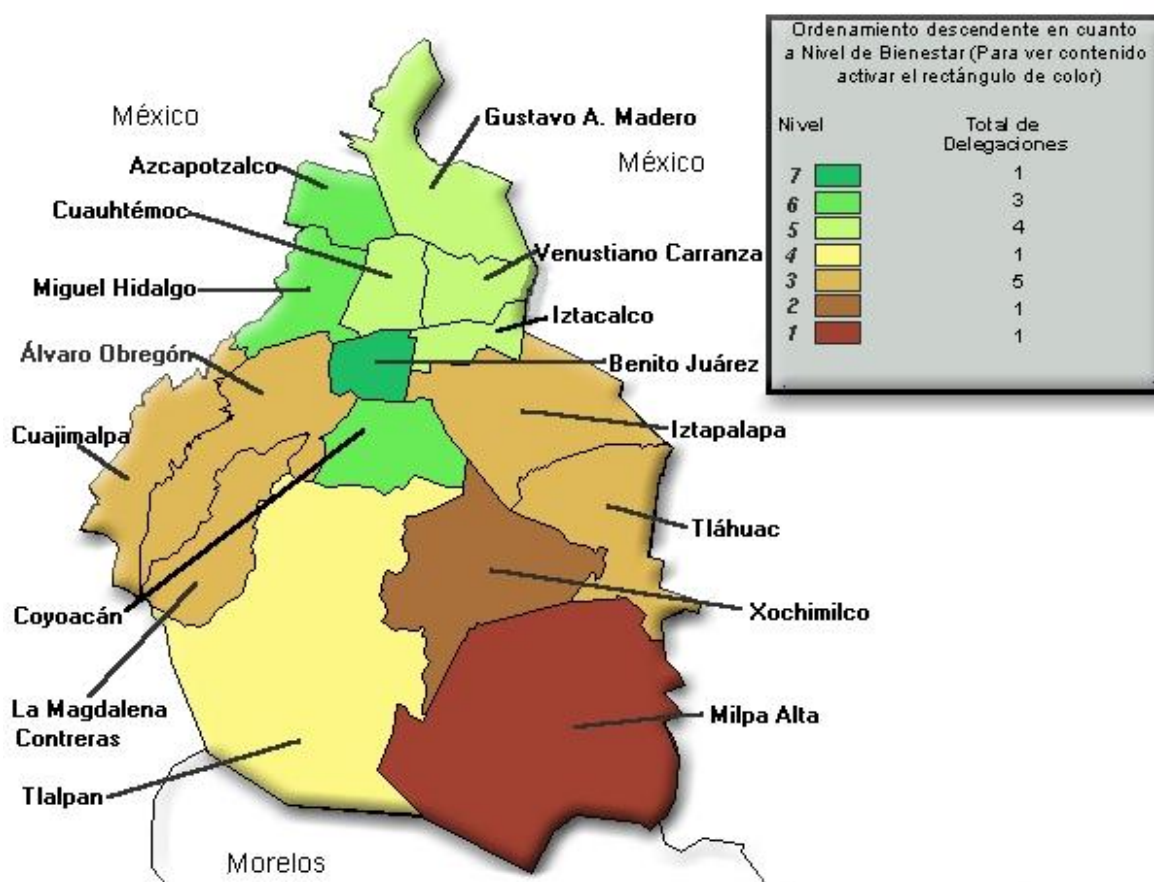 Ordenamiento descendente en cuanto
a Nivel de Bienestar (Para ver contenido
activar el rectángulo de color)
Nivel Total de
Delegaciones
7 1
6 3
5 4
4 1
3 5
2 1
1 1
México
Gustavo A. Madero
México
Azcapotzalco
Cuauhtémoc
Venustiano Carranza
Miguel Hidalgo
Iztacalco
Álvaro Obregón
Benito Juárez
Cuajimalpa
Iztapalapa
Tláhuac
Coyoacán
Xochimilco
La Magdalena
Contreras
Milpa Alta
Tlalpan
Morelos